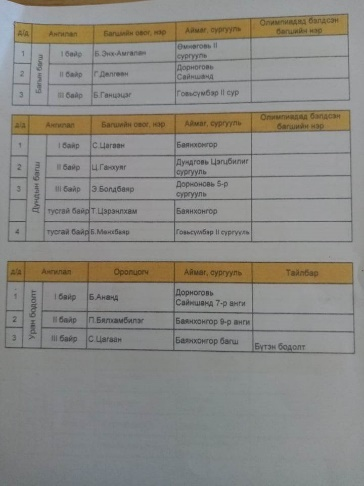 д/д Ангилал Багшийн овог, нэр Аймаг, сургууль Олимпиадад бэлдсэн багшийн нэр
Багын багш
1 I байр Б.Энх-Амгалан Өмнөговь II сургууль
2 II байр Г.Дэлгөөн Дорноговь Сайншанд
3 III байр Б.Ганцэцэг Говьсүмбэр II сур
д/д Ангилал Багшийн овог, нэр Аймаг, сургууль Олимпиадад бэлдсэн багшийн нэр
Дундын багш
1 I байр С.Цагаан Баянхонгор
2 II байр Ц.Ганхуяг Дундговь Цэгцбилиг сургууль
3 III байр Э.Болдбаяр Дорноговь 5-р сургууль
тусгай байр Т.Цэрэнлхам Баянхонгор
4 тусгай байр Б.Мөнхбаяр Говьсүмбэр II сургууль
д/д Ангилал Оролцогч Аймаг, сургууль Тайлбар
Уран бодолт
1 I байр Б.Ананд Дорноговь Сайншанд 7-р анги
2 II байр П.Бялхамбилэг Баянхонгор 9-р анги
3 III байр С.Цагаан Баянхонгор багш Бүтэн бодолт